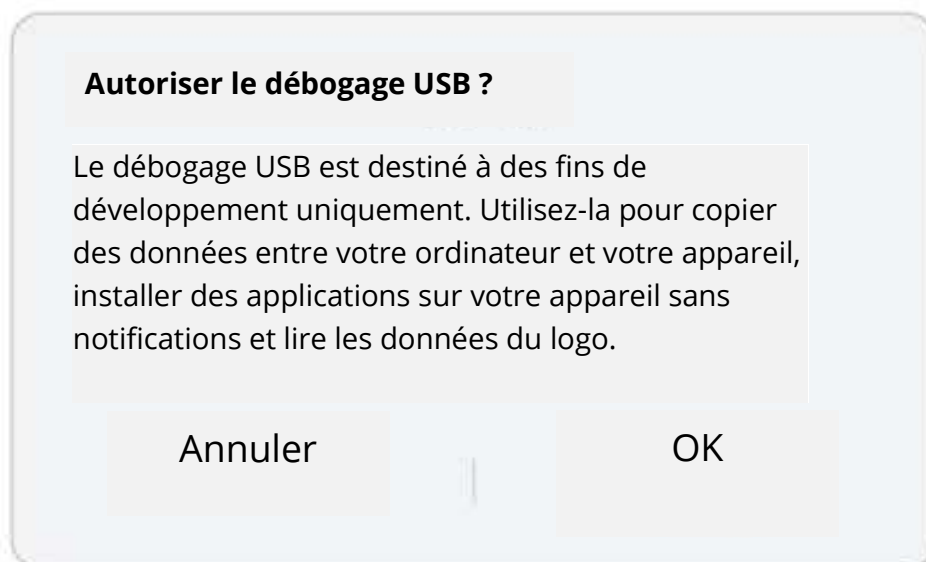 Autoriser le débogage USB ?
Le débogage USB est destiné à des fins de
développement uniquement. Utilisez-la pour copier
des données entre votre ordinateur et votre appareil,
installer des applications sur votre appareil sans
notifications et lire les données du logo.
Annuler
OK